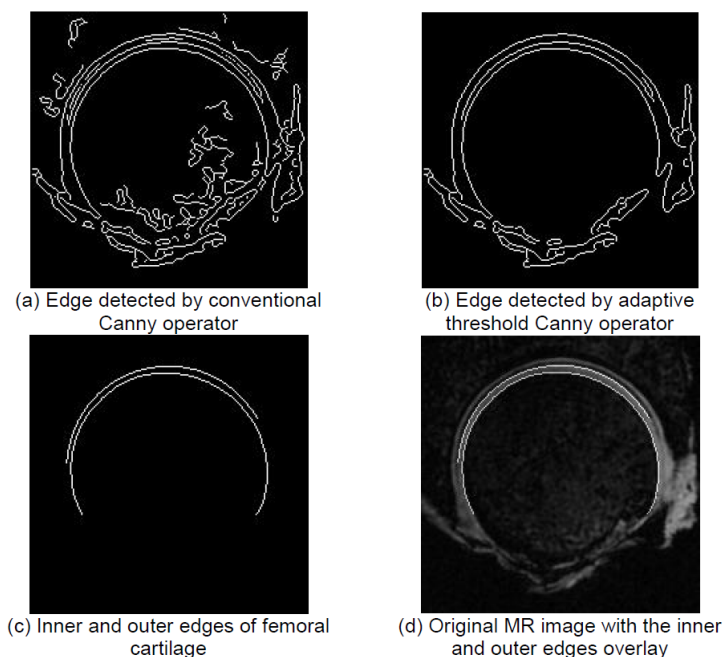 (a) Edge detected by conventional
Canny operator
(b) Edge detected by adaptive
threshold Canny operator
(c) Inner and outer edges of femoral
cartilage
(d) Original MR image with the inner
and outer edges overlay